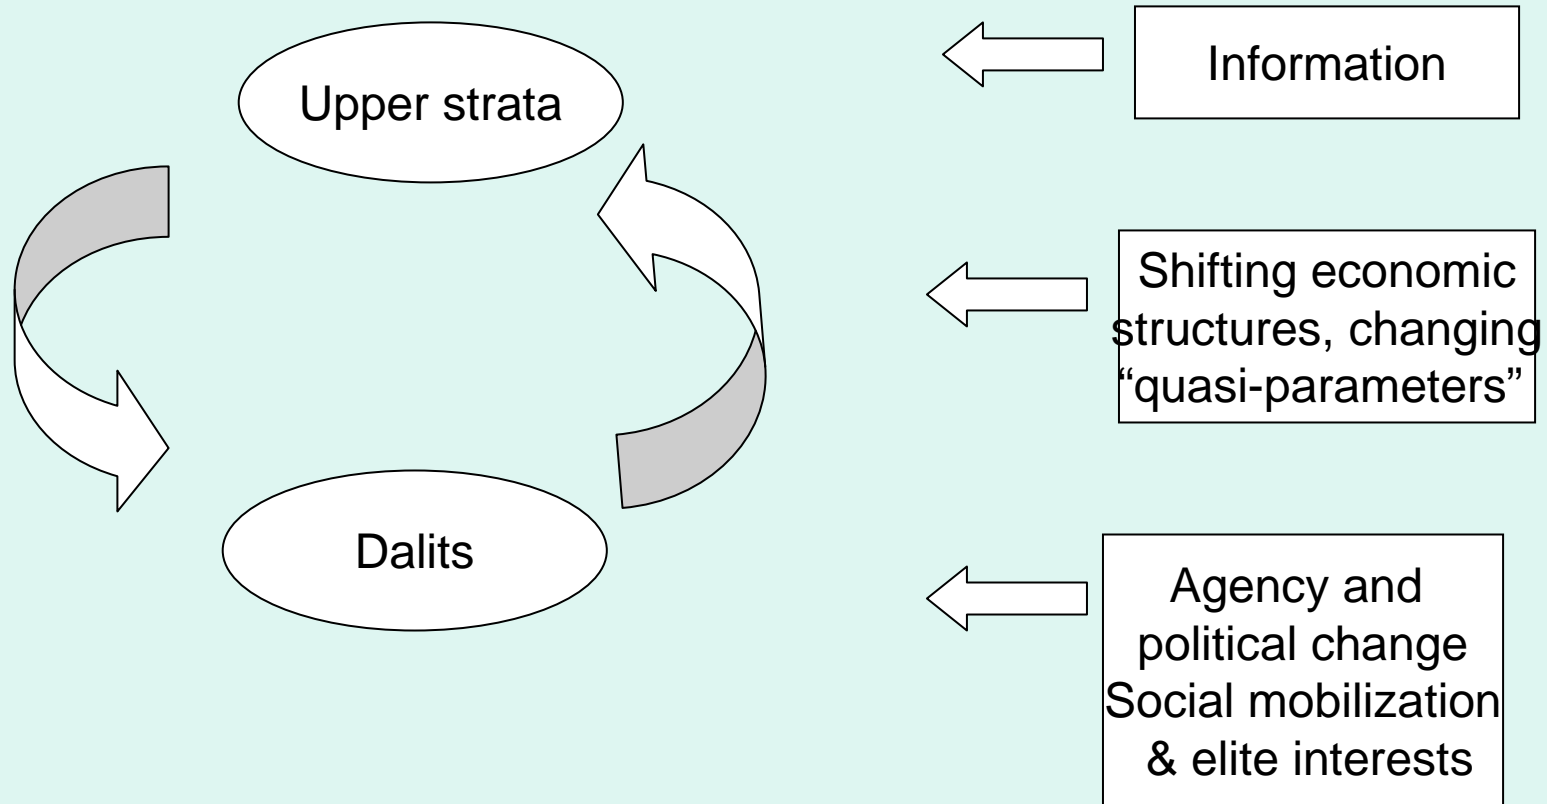 Upper strata
Dalits
Information
Shifting economic
structures, changing
“quasi-parameters”
Agency and
political change
Social mobilization
& elite interests